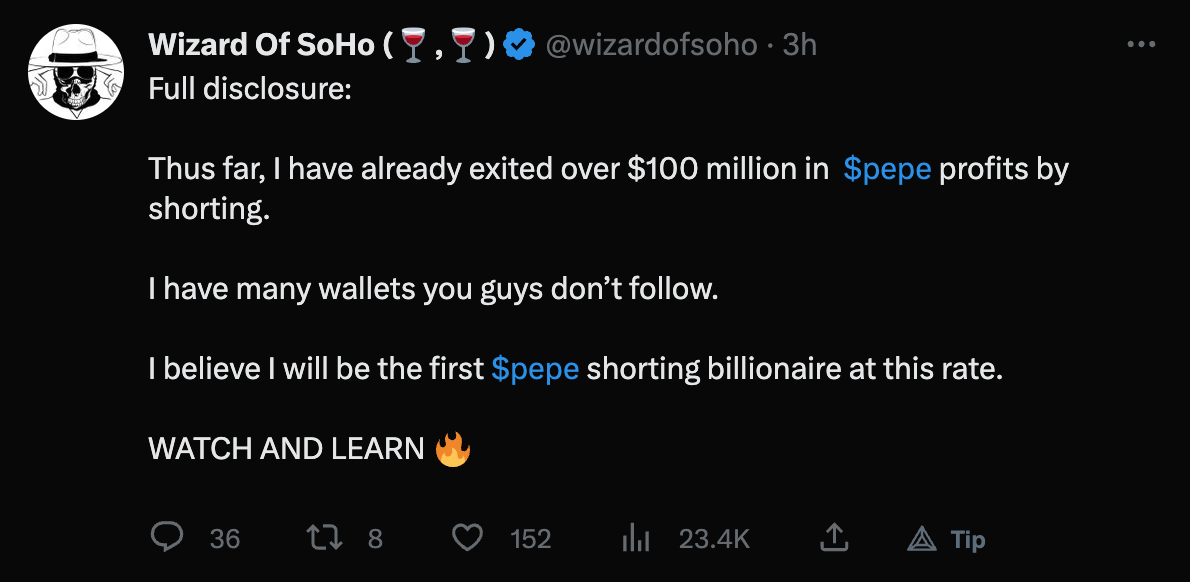 Wizard Of SoHo (🍷,🍷) @wizardofsoho · 3h
Full disclosure:
Thus far, I have already exited over $100 million in $pepe profits by
shorting.
I have many wallets you guys don’t follow.
I believe I will be the first $pepe shorting billionaire at this rate.
WATCH AND LEARN 🔥
36 8 152 23.4K Tip